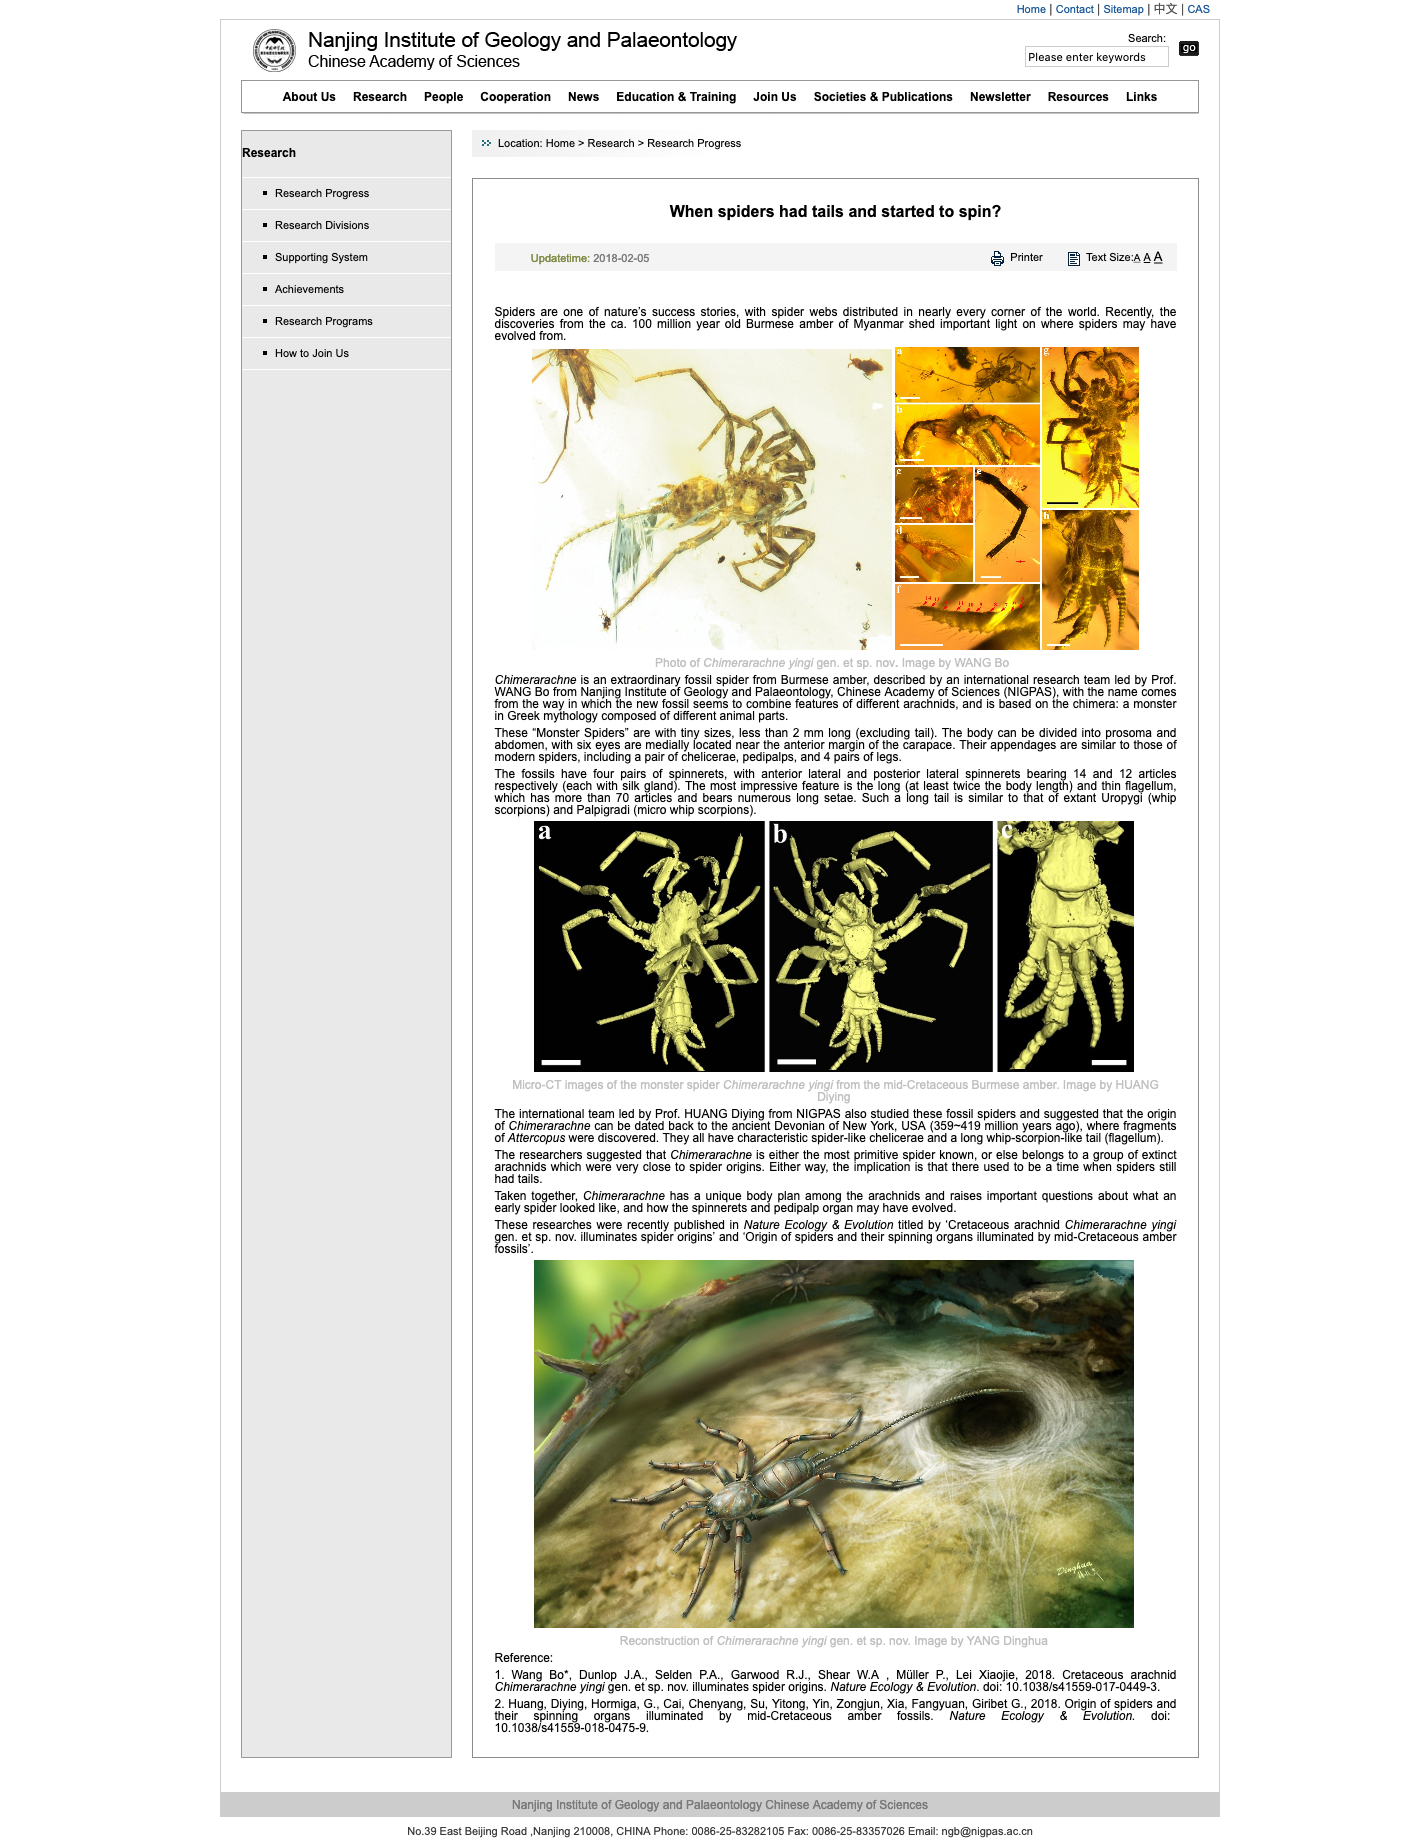 Home | Contact | Sitemap | 中文 | CAS
Nanjing Institute of Geology and Palaeontology
Chinese Academy of Sciences
Search:
Please enter keywords
go
About Us Research People Cooperation News Education & Training Join Us Societies & Publications Newsletter Resources Links
Research
Research Progress
Research Divisions
Supporting System
Achievements
Research Programs
How to Join Us
Location: Home > Research > Research Progress
When spiders had tails and started to spin?
Updatetime: 2018-02-05
Printer
Text Size:A A A
Spiders are one of nature’s success stories, with spider webs distributed in nearly every corner of the world. Recently, the
discoveries from the ca. 100 million year old Burmese amber of Myanmar shed important light on where spiders may have
evolved from.
a
g
b
c
e
d
h
f
Photo of Chimerarachne yingi gen. et sp. nov. Image by WANG Bo
Chimerarachne is an extraordinary fossil spider from Burmese amber, described by an international research team led by Prof.
WANG Bo from Nanjing Institute of Geology and Palaeontology, Chinese Academy of Sciences (NIGPAS), with the name comes
from the way in which the new fossil seems to combine features of different arachnids, and is based on the chimera: a monster
in Greek mythology composed of different animal parts.
These “Monster Spiders” are with tiny sizes, less than 2 mm long (excluding tail). The body can be divided into prosoma and
abdomen, with six eyes are medially located near the anterior margin of the carapace. Their appendages are similar to those of
modern spiders, including a pair of chelicerae, pedipalps, and 4 pairs of legs.
The fossils have four pairs of spinnerets, with anterior lateral and posterior lateral spinnerets bearing 14 and 12 articles
respectively (each with silk gland). The most impressive feature is the long (at least twice the body length) and thin flagellum,
which has more than 70 articles and bears numerous long setae. Such a long tail is similar to that of extant Uropygi (whip
scorpions) and Palpigradi (micro whip scorpions).
a
b
c
Micro-CT images of the monster spider Chimerarachne yingi from the mid-Cretaceous Burmese amber. Image by HUANG
Diying
The international team led by Prof. HUANG Diying from NIGPAS also studied these fossil spiders and suggested that the origin
of Chimerarachne can be dated back to the ancient Devonian of New York, USA (359~419 million years ago), where fragments
of Attercopus were discovered. They all have characteristic spider-like chelicerae and a long whip-scorpion-like tail (flagellum).
The researchers suggested that Chimerarachne is either the most primitive spider known, or else belongs to a group of extinct
arachnids which were very close to spider origins. Either way, the implication is that there used to be a time when spiders still
had tails.
Taken together, Chimerarachne has a unique body plan among the arachnids and raises important questions about what an
early spider looked like, and how the spinnerets and pedipalp organ may have evolved.
These researches were recently published in Nature Ecology & Evolution titled by ‘Cretaceous arachnid Chimerarachne yingi
gen. et sp. nov. illuminates spider origins’ and ‘Origin of spiders and their spinning organs illuminated by mid-Cretaceous amber
fossils’.
Dinghua
Reconstruction of Chimerarachne yingi gen. et sp. nov. Image by YANG Dinghua
Reference:
1. Wang Bo*, Dunlop J.A., Selden P.A., Garwood R.J., Shear W.A , Müller P., Lei Xiaojie, 2018. Cretaceous arachnid
Chimerarachne yingi gen. et sp. nov. illuminates spider origins. Nature Ecology & Evolution. doi: 10.1038/s41559-017-0449-3.
2. Huang, Diying, Hormiga, G., Cai, Chenyang, Su, Yitong, Yin, Zongjun, Xia, Fangyuan, Giribet G., 2018. Origin of spiders and
their spinning organs illuminated by mid-Cretaceous amber fossils. Nature Ecology & Evolution. doi:
10.1038/s41559-018-0475-9.
Nanjing Institute of Geology and Palaeontology Chinese Academy of Sciences
No.39 East Beijing Road ,Nanjing 210008, CHINA Phone: 0086-25-83282105 Fax: 0086-25-83357026 Email: ngb@nigpas.ac.cn